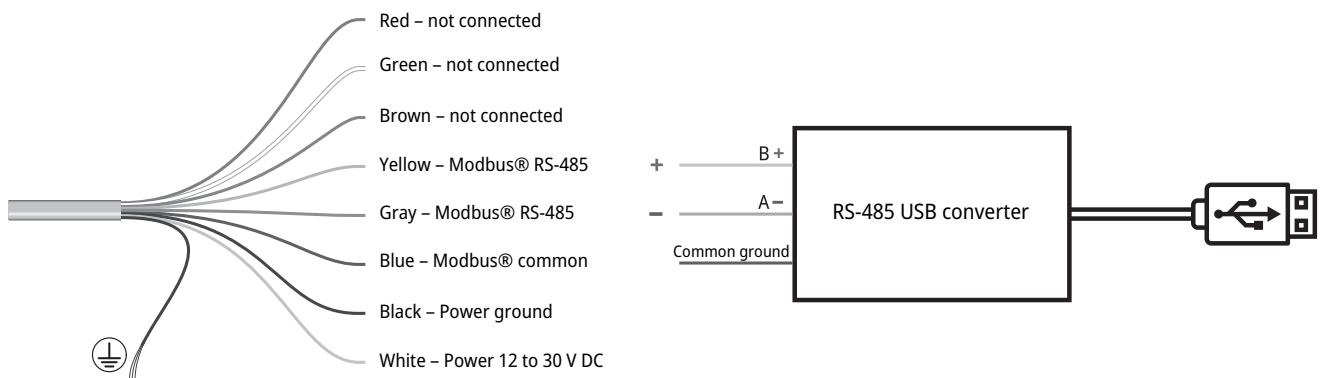 Red – not connected
Green – not connected
Brown – not connected
Yellow – Modbus® RS-485
Gray – Modbus® RS-485
Blue – Modbus® common
Black – Power ground
White – Power 12 to 30 V DC
+
B +
−
A −
Common ground
RS-485 USB converter